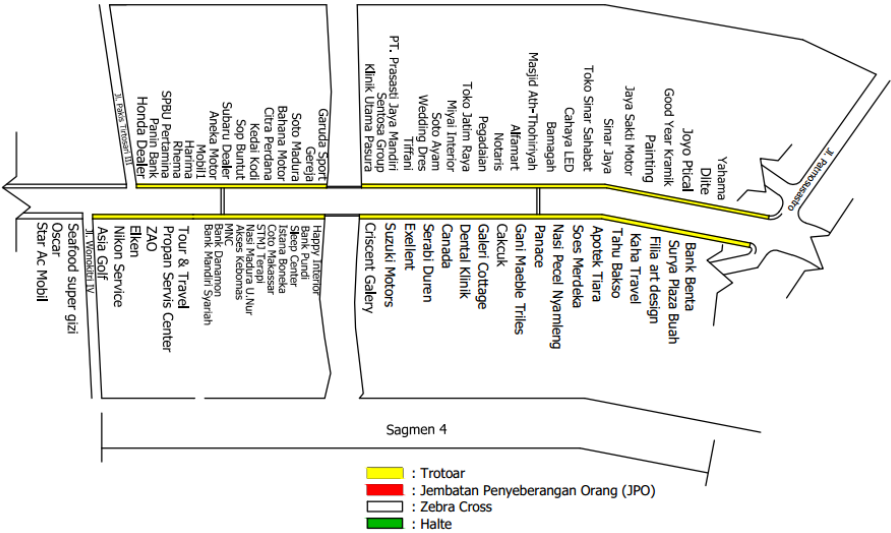 Jl. Pakis Tirtosari III
Honda Dealer
Panin Bank
SPBU Pertamina
Rhema
Harima
Mobil1
Aneka Motor
Subaru Dealer
Sop Buntut
Kedai Kodi
Citra Perdana
Bahana Motor
Soto Madura
Gereja
Garuda Sport
Klinik Utama Pasura
Sentosa Group
PT. Prasasti Jaya Mandiri
Tiffani
Wedding Dres
Soto Ayam
Miyai Interior
Toko Jatim Raya
Pegadaian
Notaris
Alfamart
Masjid Ath-Thohiriyah
Bamagah
Cahaya LED
Toko Sinar Sahabat
Sinar Jaya
Jaya Sakti Motor
Painting
Good Year Kramik
Joyo Ptical
Dlite
Yahama
Jl. Patmosusastro
Star Ac Mobil
Oscar
Seafood super gizi
Jl. Wonokitri IV
Asia Golf
Nikon Service
Elken
ZAO
Propan Servis Center
Tour & Travel
Bank Mandiri Syariah
Bank Danamon
MNC
Akses Kebomas
Nasi Madura U.Nur
STMJ Terapi
Coto Makassar
Istana Boneka
Sleep Center
Bank Pundi
Happy Interior
Criscent Galery
Suzuki Motors
Exellent
Serabi Duren
Canada
Dental Klinik
Galeri Cottage
Cakcuk
Gani Maeble Triles
Panace
Nasi Pecel Nyamleng
Soes Merdeka
Apotek Tiara
Tahu Bakso
Kaha Travel
Filia art design
Surya Plaza Buah
Bank Benta
Sagmen 4
: Trotoar
: Jembatan Penyeberangan Orang (JPO)
: Zebra Cross
: Halte